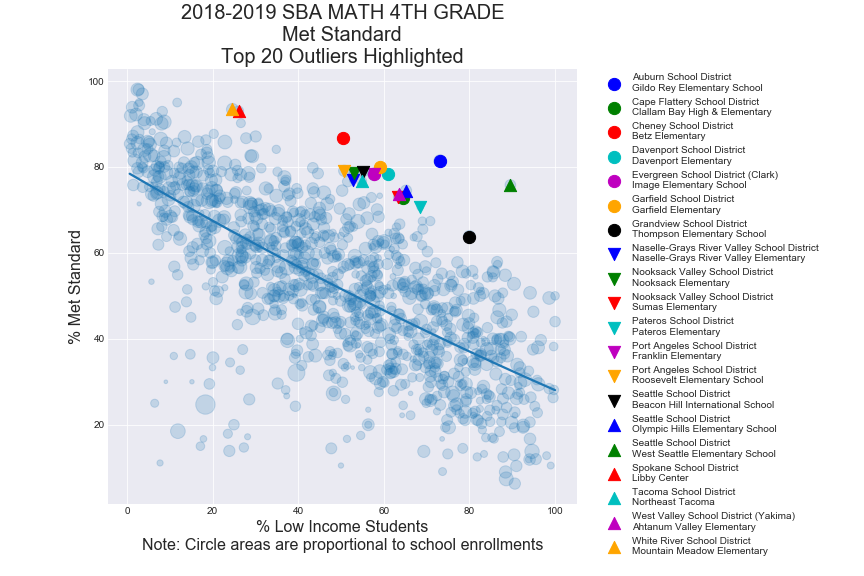 2018-2019 SBA MATH 4TH GRADE
Met Standard
Top 20 Outliers Highlighted
% Met Standard
100
80
60
40
20
0
20
40
60
80
100
% Low Income Students
Note: Circle areas are proportional to school enrollments
Auburn School District
Gildo Rey Elementary School
Cape Flattery School District
Clallam Bay High & Elementary
Cheney School District
Betz Elementary
Davenport School District
Davenport Elementary
Evergreen School District (Clark)
Image Elementary School
Garfield School District
Garfield Elementary
Grandview School District
Thompson Elementary School
Naselle-Grays River Valley School District
Naselle-Grays River Valley Elementary
Nooksack Valley School District
Nooksack Elementary
Nooksack Valley School District
Sumas Elementary
Pateros School District
Pateros Elementary
Port Angeles School District
Franklin Elementary
Port Angeles School District
Roosevelt Elementary School
Seattle School District
Beacon Hill International School
Seattle School District
Olympic Hills Elementary School
Seattle School District
West Seattle Elementary School
Spokane School District
Libby Center
Tacoma School District
Northeast Tacoma
West Valley School District (Yakima)
Ahtanum Valley Elementary
White River School District
Mountain Meadow Elementary